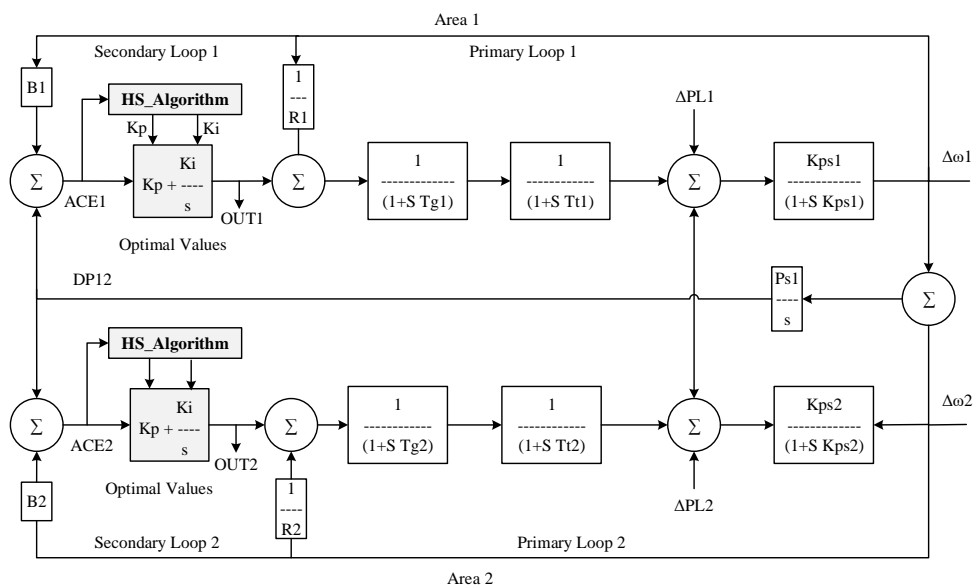 Area 1
Secondary Loop 1
Primary Loop 1
B1
HS_Algorithm
Kp
Ki
1
---
R1
ΔPL1
Σ
ACE1
Ki
Kp + ----
s
OUT1
Optimal Values
Σ
1
------------
(1+S Tg1)
1
------------
(1+S Tt1)
Σ
Kps1
------------
(1+S Kps1)
Δω1
DP12
Ps1
----
s
Σ
HS_Algorithm
Σ
ACE2
Ki
Kp + ----
s
OUT2
Optimal Values
Σ
1
------------
(1+S Tg2)
1
------------
(1+S Tt2)
Σ
Kps2
------------
(1+S Kps2)
Δω2
B2
1
----
R2
ΔPL2
Secondary Loop 2
Primary Loop 2
Area 2